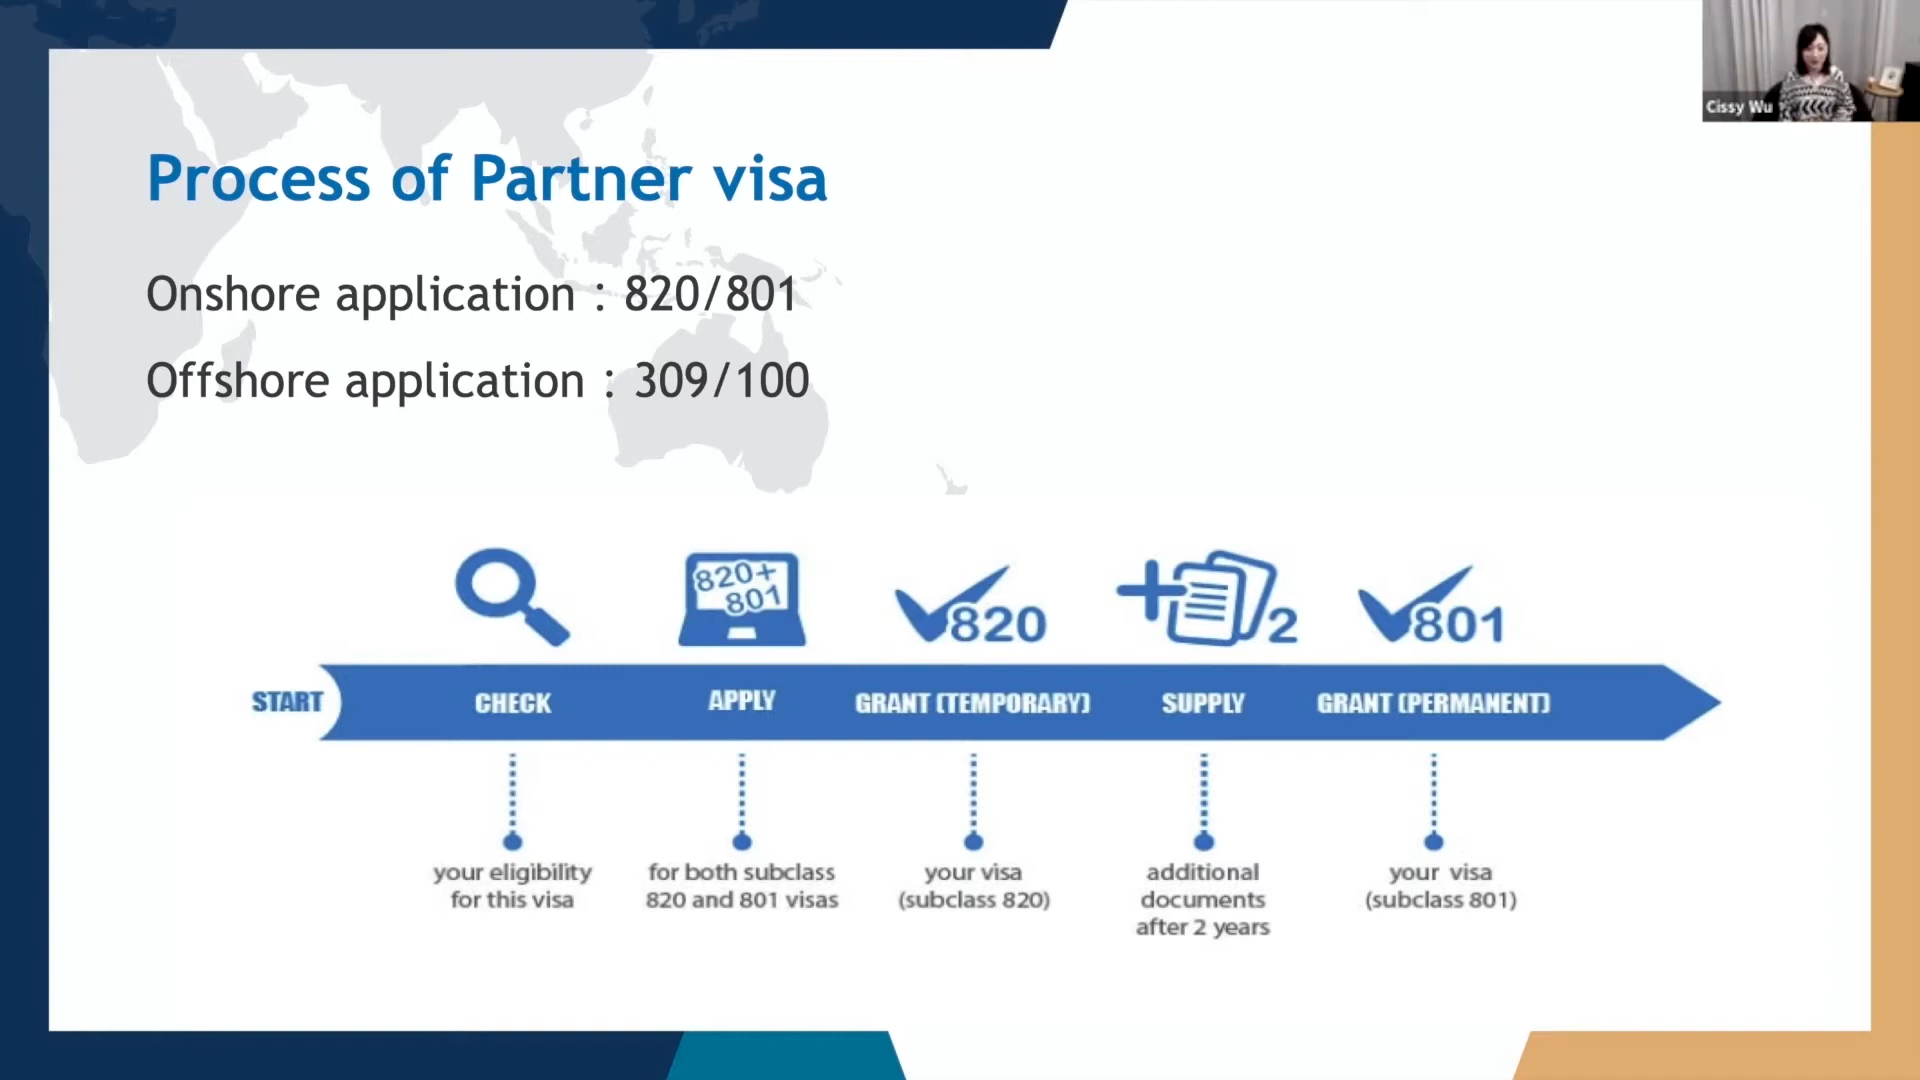 Cissy Wu
Process of Partner visa
Onshore application : 820/801
Offshore application : 309/100
820+
801
820
2
801
START
CHECK
APPLY
GRANT (TEMPORARY)
SUPPLY
GRANT (PERMANENT)
your eligibility
for this visa
for both subclass
820 and 801 visas
your visa
(subclass 820)
additional
documents
after 2 years
your visa
(subclass 801)